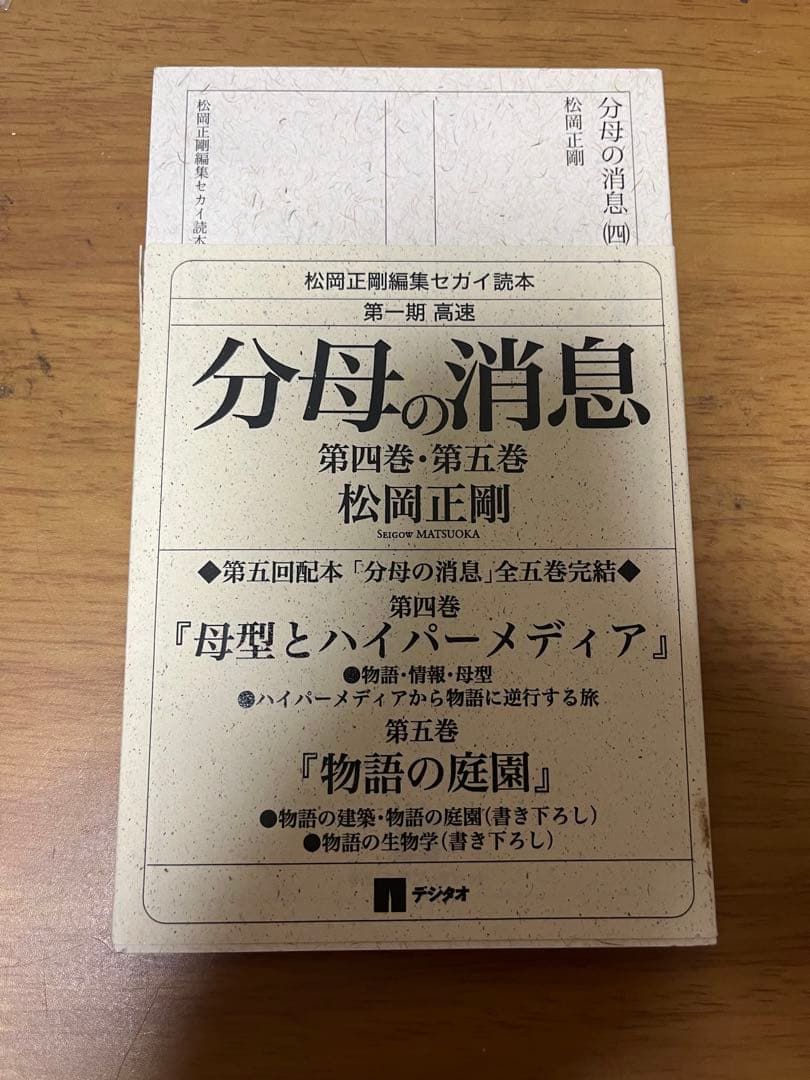 分母の消息(四)
松岡正剛
松岡正剛編集セカイ読本
松岡正剛編集セカイ読本
第一期 高速
分母の消息
第四巻・第五巻
松岡正剛
SEIGOW MATSUOKA
◆第五回配本「分母の消息」全五巻完結◆
第四巻
『母型とハイパーメディア』
●物語・情報・母型
●ハイパーメディアから物語に逆行する旅
第五巻
『物語の庭園』
●物語の建築・物語の庭園(書き下ろし)
●物語の生物学(書き下ろし)
デジタオ